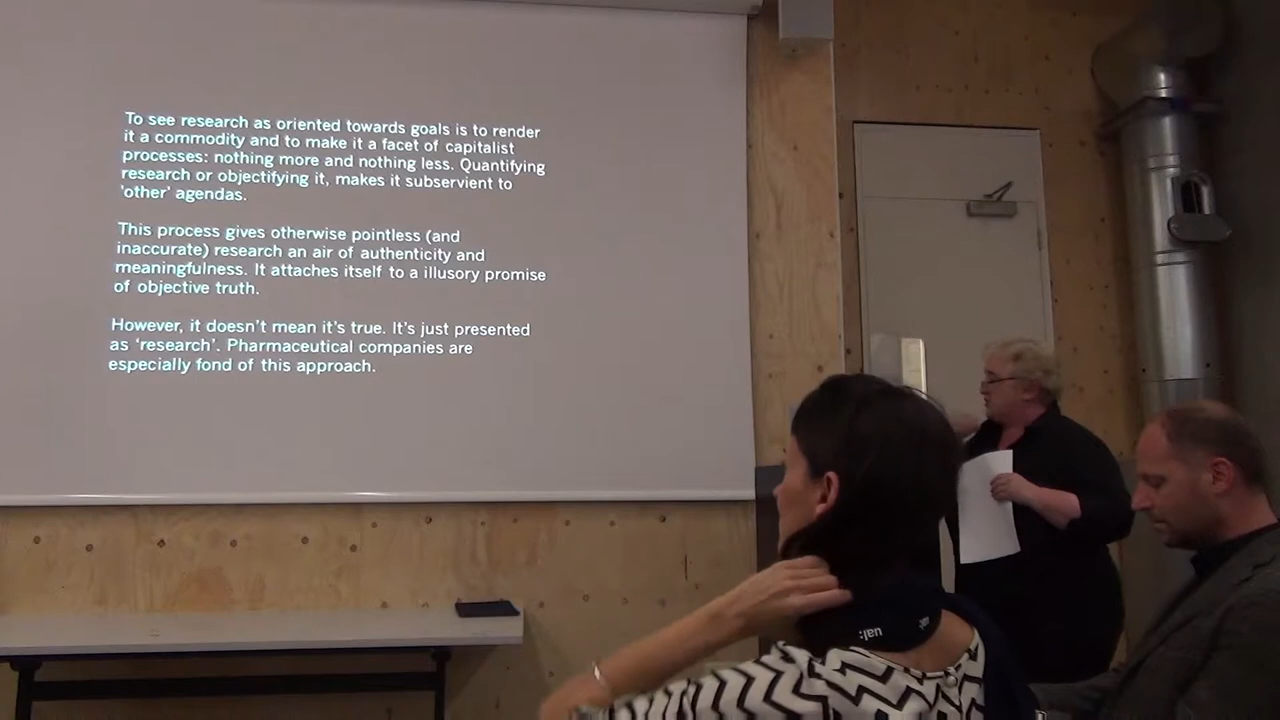 To see research as oriented towards goals is to render
it a commodity and to make it a facet of capitalist
processes: nothing more and nothing less. Quantifying
research or objectifying it, makes it subservient to
'other' agendas.
This process gives otherwise pointless (and
inaccurate) research an air of authenticity and
meaningfulness. It attaches itself to a illusory promise
of objective truth.
However, it doesn't mean it's true. It's just presented
as ‘research’. Pharmaceutical companies are
especially fond of this approach.
ual:
ual: